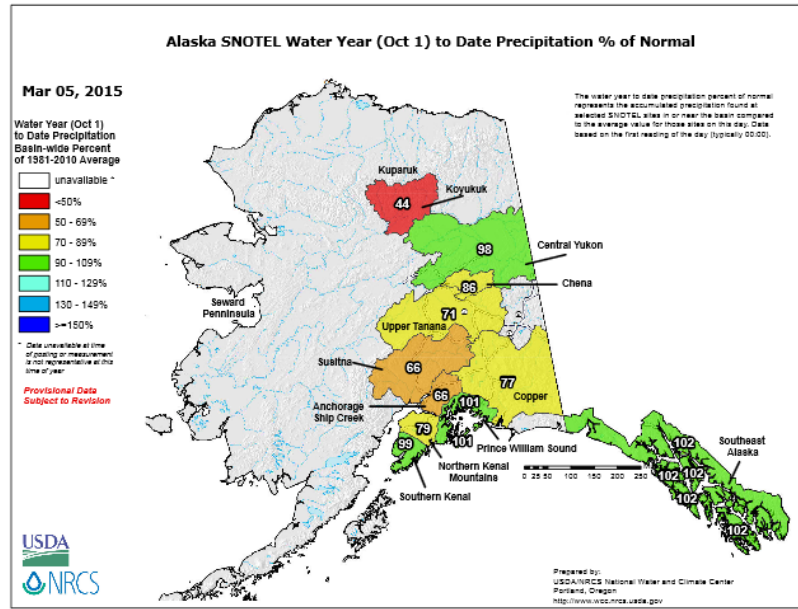 Alaska SNOTEL Water Year (Oct 1) to Date Precipitation % of Normal
Mar 05, 2015
The water year to date precipitation percent of normal
represents the accumulated precipitation found at
selected SNOTEL sites in or near the basin compared
to the average value for those sites on this day. Data
based on the first reading of the day (typically 00:00).
Water Year (Oct 1)
to Date Precipitation
Basin-wide Percent
of 1981-2010 Average
unavailable *
<50%
50 - 69%
70 - 89%
90 - 109%
110 - 129%
130 - 149%
>=150%
* Data unavailable at time
of posting or measurement
is not representative at this
time of year
Provisional Data
Subject to Revision
Kuparuk
Koyukuk
44
98
Central Yukon
86
Chena
Seward
Penninsula
71
Upper Tanana
Susitna
66
77
Copper
66
Anchorage
Ship Creek
101
79
101
Prince William Sound
99
Northern Kenai
Mountains
Southern Kenai
102
Southeast
Alaska
102
102
102
102
USDA
NRCS
Prepared by:
USDA/NRCS National Water and Climate Center
Portland, Oregon
http://www.wcc.nrcs.usda.gov